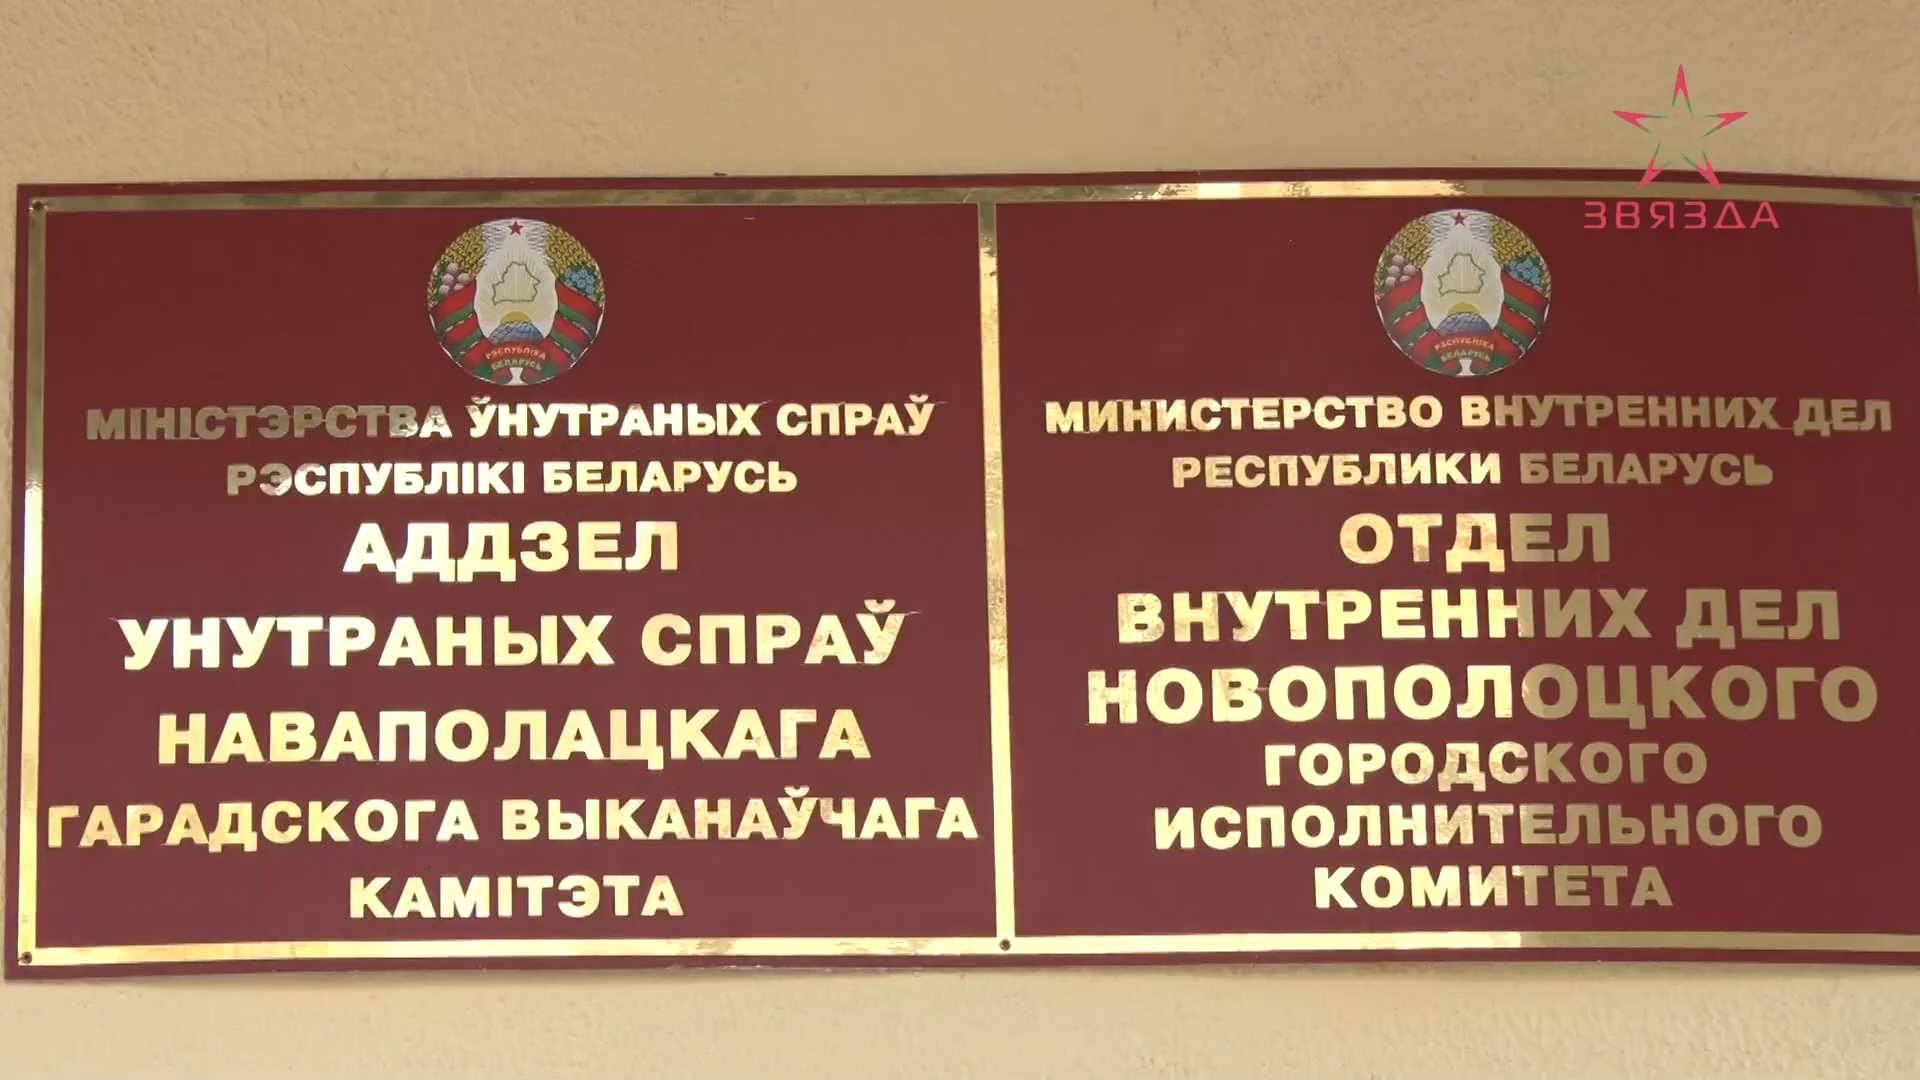 ЗВЯЗДА
РЭСПУБЛІКА
БЕЛАРУСЬ
МІНІСТЭРСТВА ЎНУТРАНЫХ СПРАЎ
РЭСПУБЛІКІ БЕЛАРУСЬ
АДДЗЕЛ
УНУТРАНЫХ СПРАЎ
НАВАПОЛАЦКАГА
ГАРАДСКОГА ВЫКАНАЎЧАГА
КАМІТЭТА
РЭСПУБЛІКА
БЕЛАРУСЬ
МИНИСТЕРСТВО ВНУТРЕННИХ ДЕЛ
РЕСПУБЛИКИ БЕЛАРУСЬ
ОТДЕЛ
ВНУТРЕННИХ ДЕЛ
НОВОПОЛОЦКОГО
ГОРОДСКОГО
ИСПОЛНИТЕЛЬНОГО
КОМИТЕТА